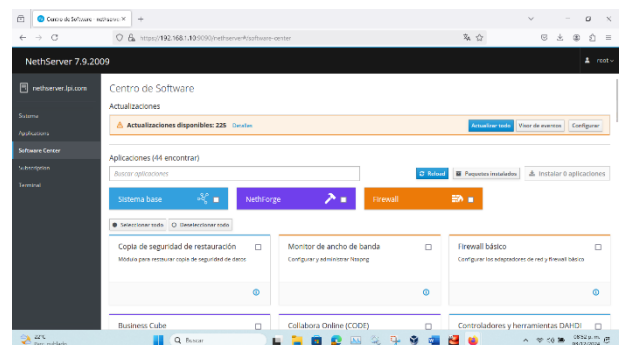 Centro de Software - nethserver
https://192.168.1.10:9090/nethserver#/software-center
NethServer 7.9.2009
root
nethserver.lpi.com
Sistema
Applications
Software Center
Subscription
Terminal
Centro de Software
Actualizaciones
Actualizaciones disponibles: 225 Detalles
Actualizar todo
Visor de eventos
Configurar
Aplicaciones (44 encontrar)
Buscar aplicaciones
Reload
Paquetes instalados
Instalar 0 aplicaciones
Sistema base
NethForge
Firewall
Seleccionar todo
Deseleccionar todo
Copia de seguridad de restauración
Módulo para restaurar copia de seguridad de datos
Monitor de ancho de banda
Configurar y administrar Ntopng
Firewall básico
Configurar los adaptadores de red y firewall básico
Business Cube
Collabora Online (CODE)
Controladores y herramientas DAHDI
22°C
Buscar